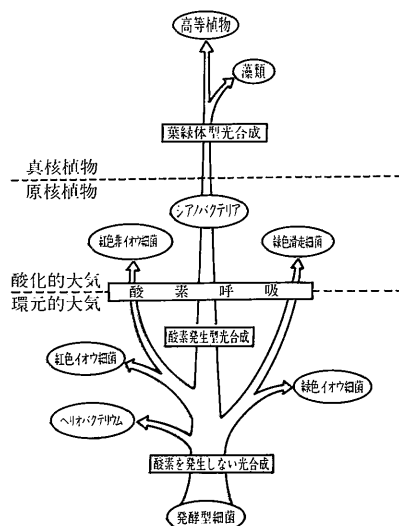 高等植物
藻類
葉緑体型光合成
真核植物
原核植物
シアノバクテリア
紅色非イオウ細菌
緑色滑走細菌
酸化的大気
酸素呼吸
環元的大気
酸素発生型光合成
紅色イオウ細菌
緑色イオウ細菌
ヘリオバクテリウム
酸素を発生しない光合成
発酵型細菌